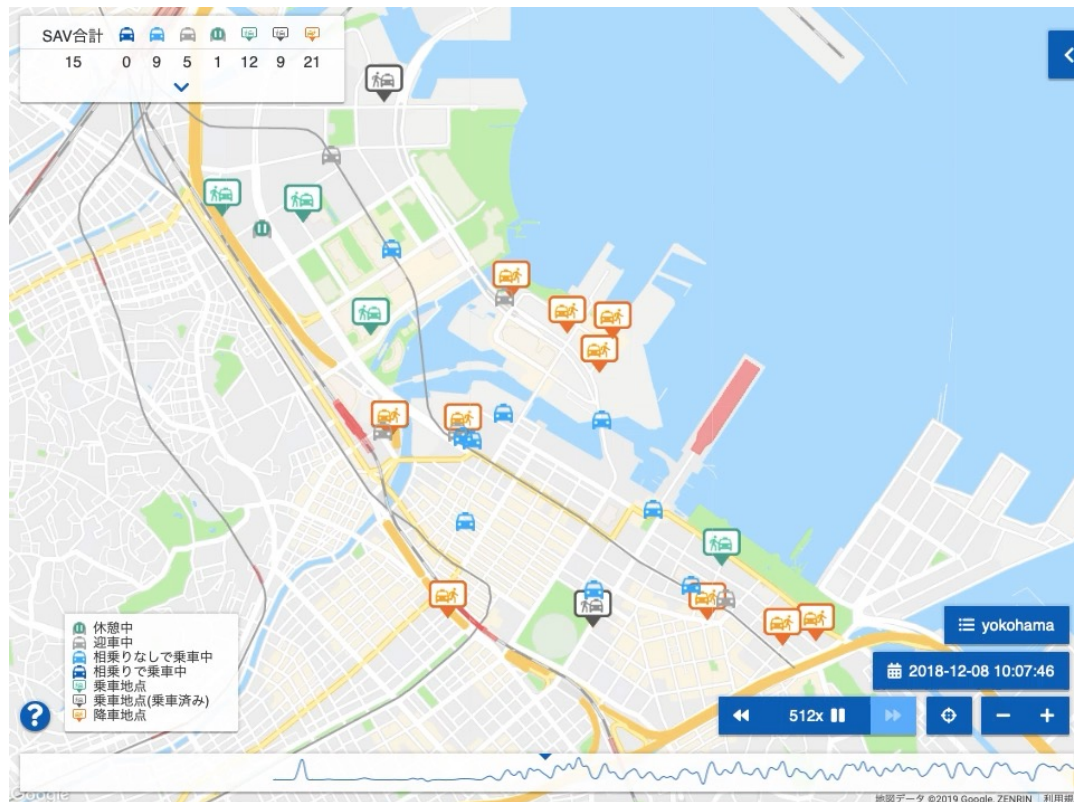 SAV合計
15 0 9 5 1 12 9 21
休憩中
迎車中
相乗りなしで乗車中
相乗りで乗車中
乗車地点
乗車地点(乗車済み)
降車地点
?
yokohama
2018-12-08 10:07:46
512x
− +
Google
地図データ ©2019 Google, ZENRIN 利用規